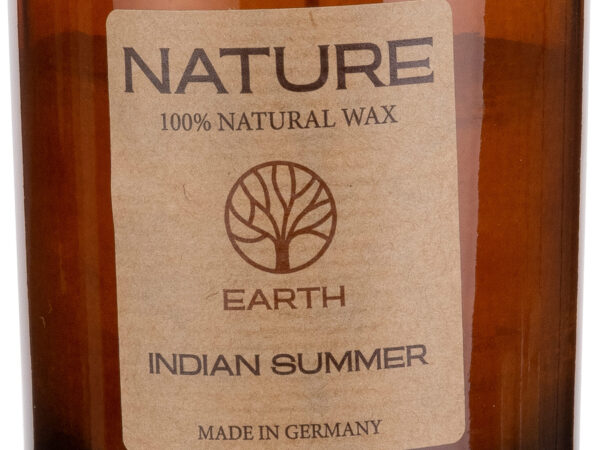 NATURE
100% NATURAL WAX
EARTH
INDIAN SUMMER
MADE IN GERMANY